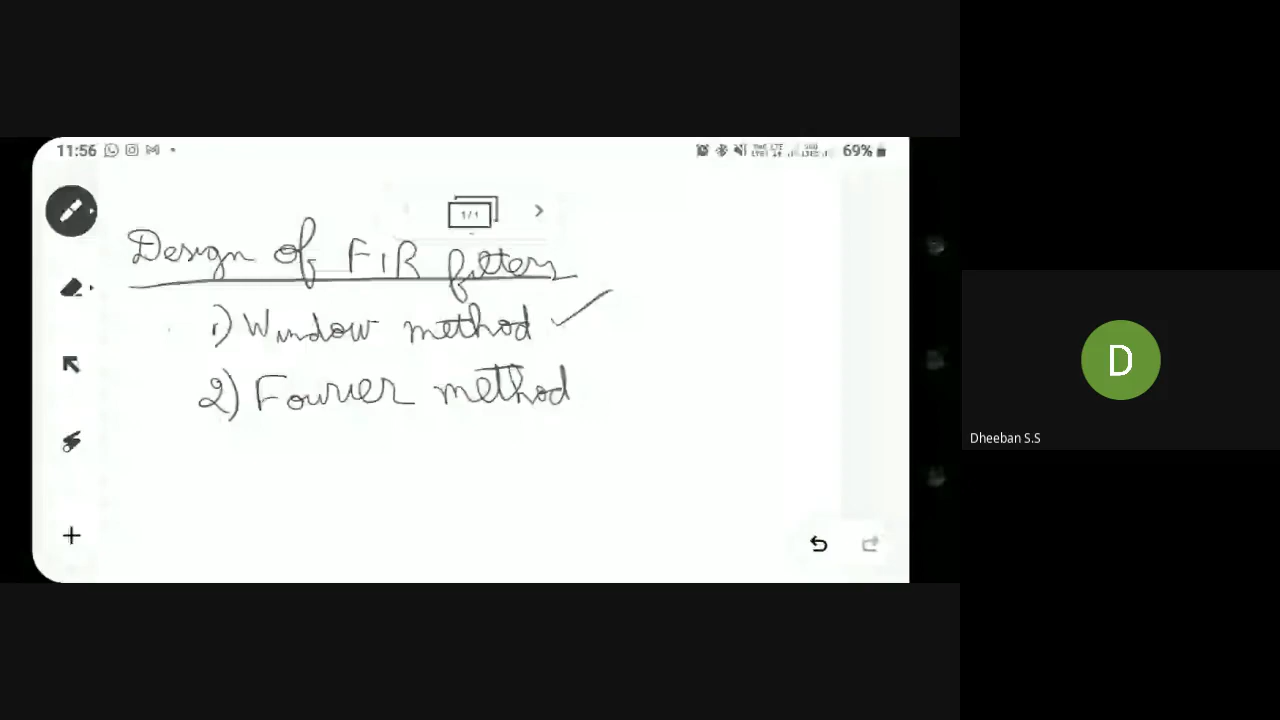 11:56 69%
1/1
Design of FIR filters
1) Window method
2) Fourier method
D
Dheeban S.S